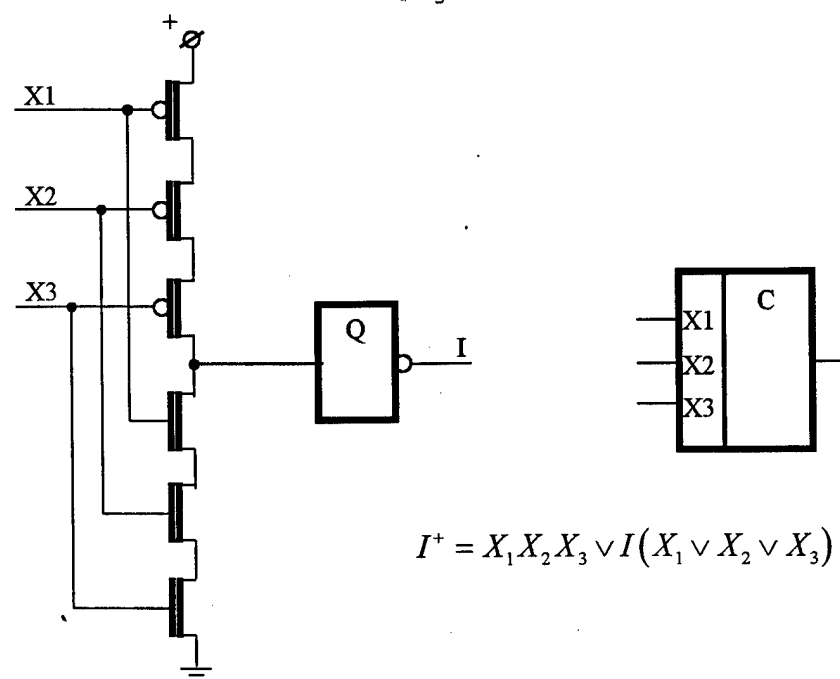 +
X1
X2
X3
Q
I
C
X1
X2
X3
I⁺ = X₁X₂X₃ ∨ I(X₁ ∨ X₂ ∨ X₃)